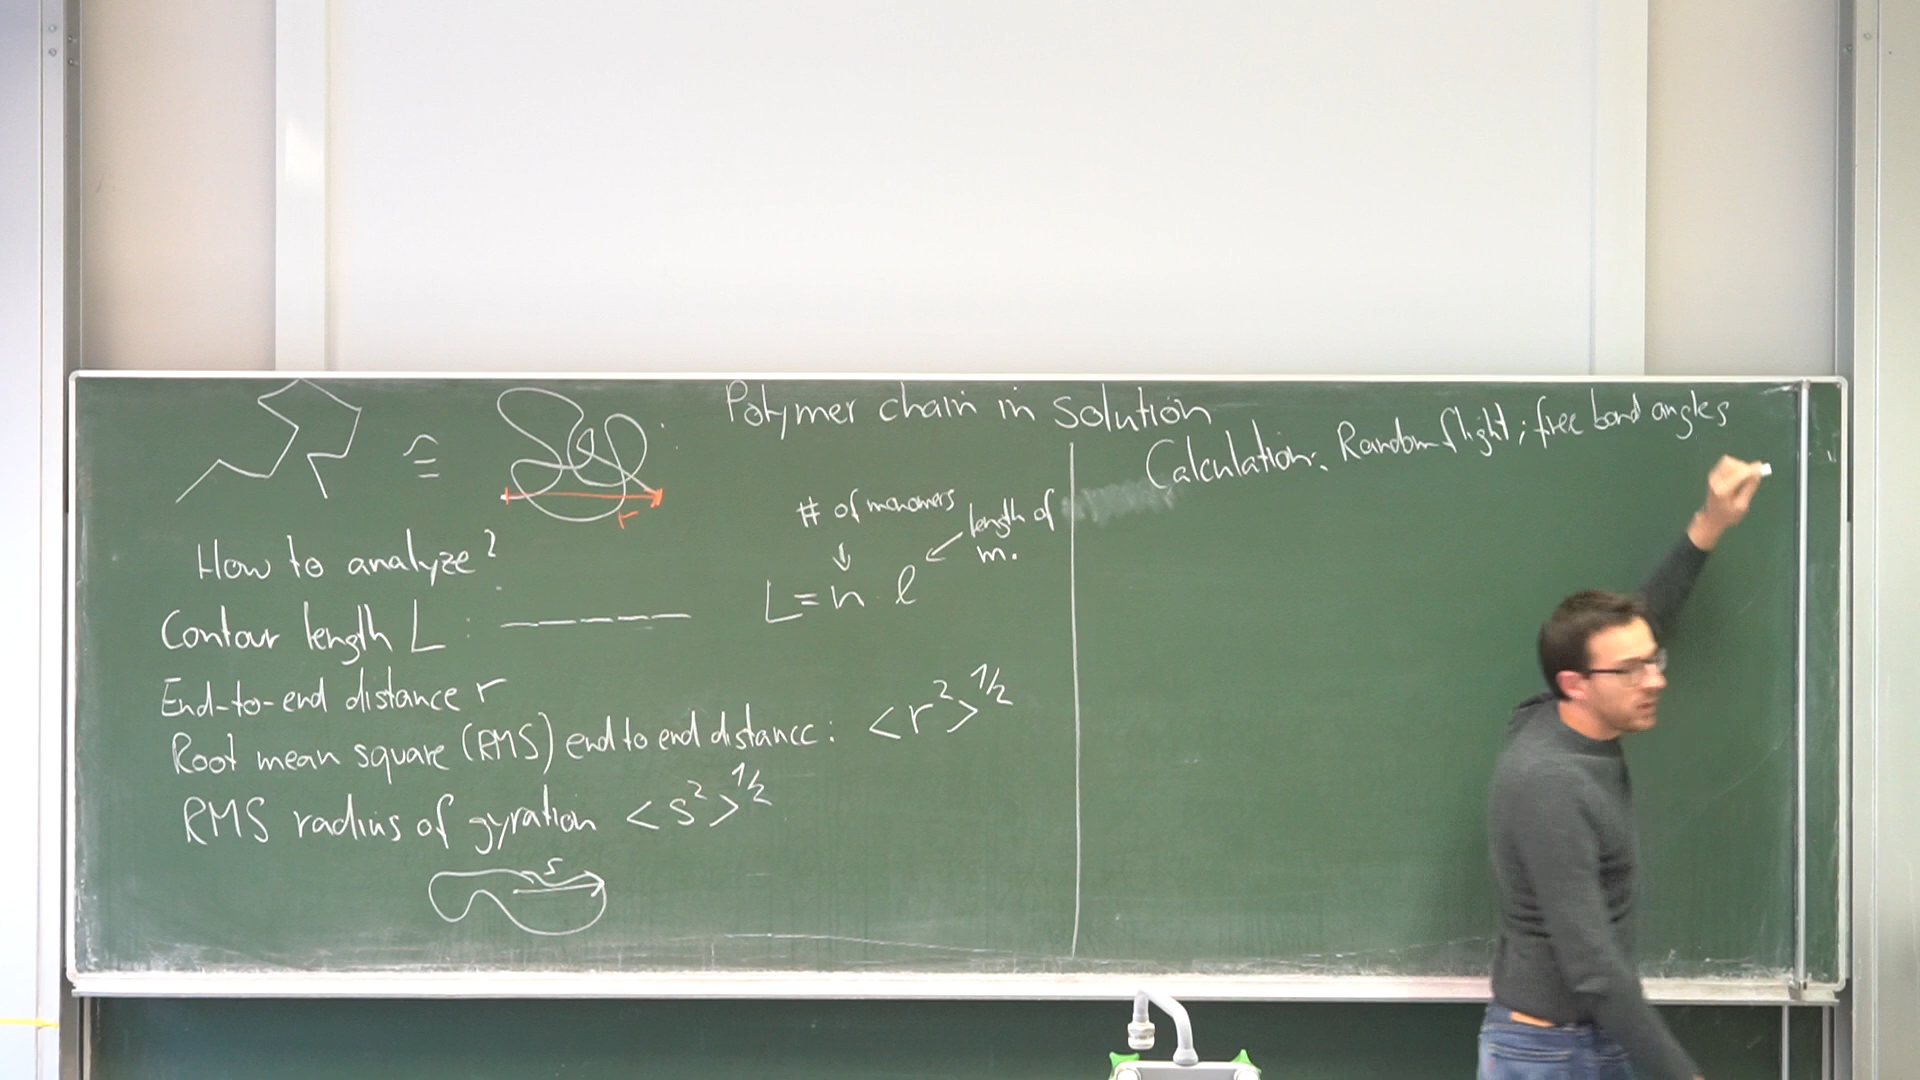 Polymer chain in solution
r
How to analyze?
# of monomers
length of
m.
L = n · l
Contour length L :
End-to-end distance r
Root mean square (RMS) end to end distance : <r²>^1/2
RMS radius of gyration <s²>^1/2
s
Calculation: Random flight; free bond angles